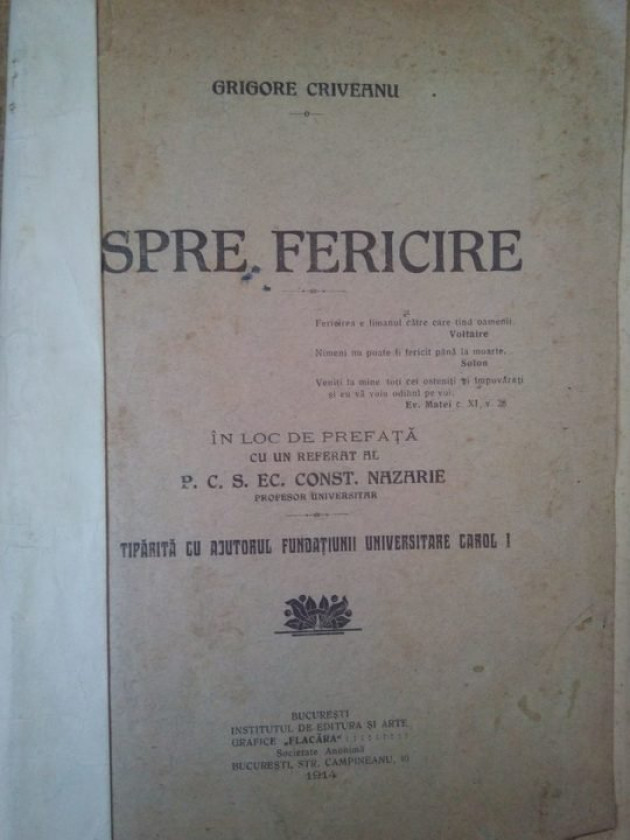 GRIGORE CRIVEANU
SPRE FERICIRE
Fericirea e limanul către care tind oamenii.
Voltaire
Nimeni nu poate fi fericit până la moarte.
Solon
Veniți la mine toți cei osteniți și împovărați
și eu vă voiu odihni pe voi.
Ev. Matei c. XI, v. 28
ÎN LOC DE PREFAȚĂ
CU UN REFERAT AL
P. C. S. EC. CONST. NAZARIE
PROFESOR UNIVERSITAR
TIPĂRITĂ CU AJUTORUL FUNDAȚIUNII UNIVERSITARE CAROL I
BUCUREȘTI
INSTITUTUL DE EDITURA ȘI ARTE
GRAFICE „FLACĂRA"
Societate Anonimă
BUCUREȘTI, STR. CAMPINEANU,
1914